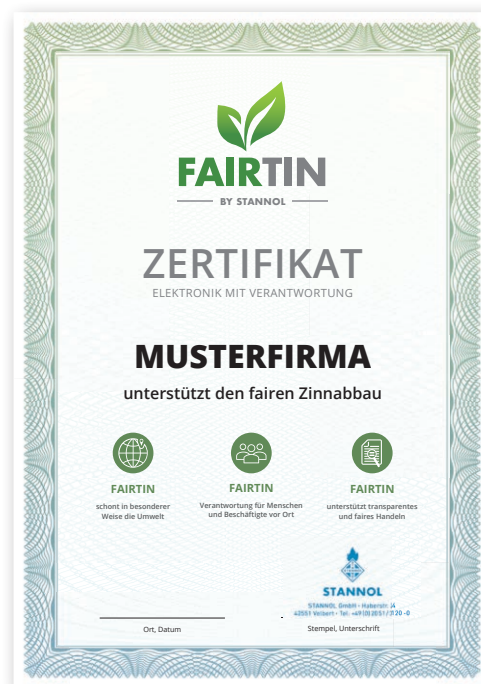 FAIRTIN
BY STANNOL
ZERTIFIKAT
ELEKTRONIK MIT VERANTWORTUNG
MUSTERFIRMA
unterstützt den fairen Zinnabbau
FAIRTIN
schont in besonderer
Weise die Umwelt
FAIRTIN
Verantwortung für Menschen
und Beschäftigte vor Ort
FAIRTIN
unterstützt transparentes
und faires Handeln
STANNOL
STANNOL GmbH · Haberstr.
42551 Velbert · Tel.
Ort, Datum
Stempel, Unterschrift